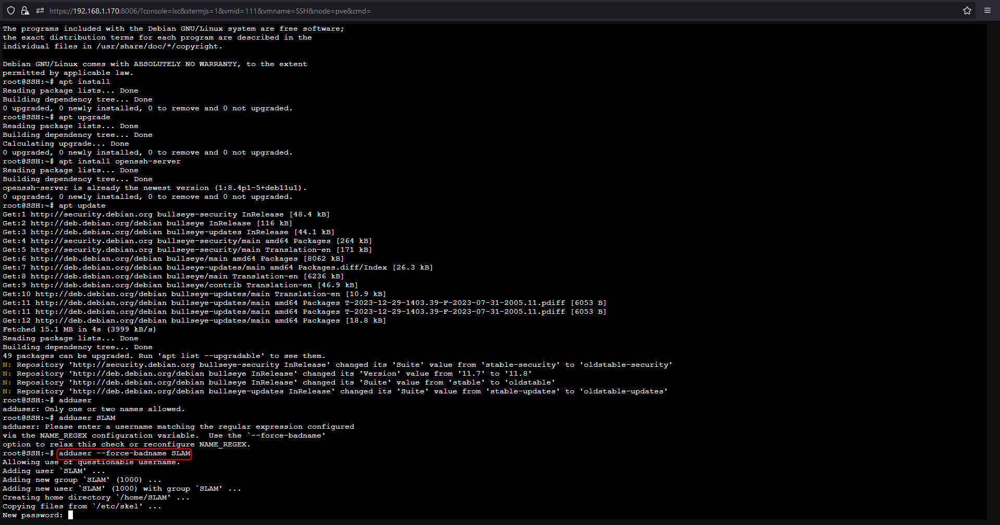 https://192.168.1.170:8006/?console=lxc&xtermjs=1&vmid=111&vmname=SSH&node=pve&cmd=
The programs included with the Debian GNU/Linux system are free software;
the exact distribution terms for each program are described in the
individual files in /usr/share/doc/*/copyright.
Debian GNU/Linux comes with ABSOLUTELY NO WARRANTY, to the extent
permitted by applicable law.
root@SSH:~# apt install
Reading package lists... Done
Building dependency tree... Done
0 upgraded, 0 newly installed, 0 to remove and 0 not upgraded.
root@SSH:~# apt upgrade
Reading package lists... Done
Building dependency tree... Done
Calculating upgrade... Done
0 upgraded, 0 newly installed, 0 to remove and 0 not upgraded.
root@SSH:~# apt install openssh-server
Reading package lists... Done
Building dependency tree... Done
openssh-server is already the newest version (1:8.4p1-5+deb11u1).
0 upgraded, 0 newly installed, 0 to remove and 0 not upgraded.
root@SSH:~# apt update
Get:1 http://security.debian.org bullseye-security InRelease [48.4 kB]
Get:2 http://deb.debian.org/debian bullseye InRelease [116 kB]
Get:3 http://deb.debian.org/debian bullseye-updates InRelease [44.1 kB]
Get:4 http://security.debian.org bullseye-security/main amd64 Packages [264 kB]
Get:5 http://security.debian.org bullseye-security/main Translation-en [171 kB]
Get:6 http://deb.debian.org/debian bullseye/main amd64 Packages [8062 kB]
Get:7 http://deb.debian.org/debian bullseye-updates/main amd64 Packages.diff/Index [26.3 kB]
Get:8 http://deb.debian.org/debian bullseye/main Translation-en [6236 kB]
Get:9 http://deb.debian.org/debian bullseye/contrib Translation-en [46.9 kB]
Get:10 http://deb.debian.org/debian bullseye-updates/main Translation-en [10.9 kB]
Get:11 http://deb.debian.org/debian bullseye-updates/main amd64 Packages T-2023-12-29-1403.39-F-2023-07-31-2005.11.pdiff [6053 B]
Get:11 http://deb.debian.org/debian bullseye-updates/main amd64 Packages T-2023-12-29-1403.39-F-2023-07-31-2005.11.pdiff [6053 B]
Get:12 http://deb.debian.org/debian bullseye-updates/main amd64 Packages [18.8 kB]
Fetched 15.1 MB in 4s (3999 kB/s)
Reading package lists... Done
Building dependency tree... Done
49 packages can be upgraded. Run 'apt list --upgradable' to see them.
N: Repository 'http://security.debian.org bullseye-security InRelease' changed its 'Suite' value from 'stable-security' to 'oldstable-security'
N: Repository 'http://deb.debian.org/debian bullseye InRelease' changed its 'Version' value from '11.7' to '11.8'
N: Repository 'http://deb.debian.org/debian bullseye InRelease' changed its 'Suite' value from 'stable' to 'oldstable'
N: Repository 'http://deb.debian.org/debian bullseye-updates InRelease' changed its 'Suite' value from 'stable-updates' to 'oldstable-updates'
root@SSH:~# adduser
adduser: Only one or two names allowed.
root@SSH:~# adduser SLAM
adduser: Please enter a username matching the regular expression configured
via the NAME_REGEX configuration variable.  Use the `--force-badname'
option to relax this check or reconfigure NAME_REGEX.
root@SSH:~# adduser --force-badname SLAM
Allowing use of questionable username.
Adding user `SLAM' ...
Adding new group `SLAM' (1000) ...
Adding new user `SLAM' (1000) with group `SLAM' ...
Creating home directory `/home/SLAM' ...
Copying files from `/etc/skel' ...
New password: